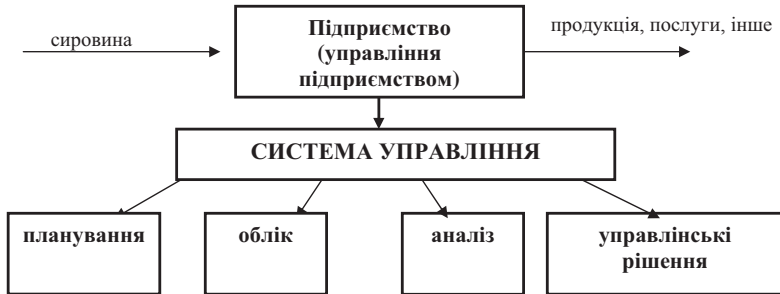 сировина
Підприємство
(управління
підприємством)
продукція, послуги, інше
СИСТЕМА УПРАВЛІННЯ
планування
облік
аналіз
управлінські
рішення